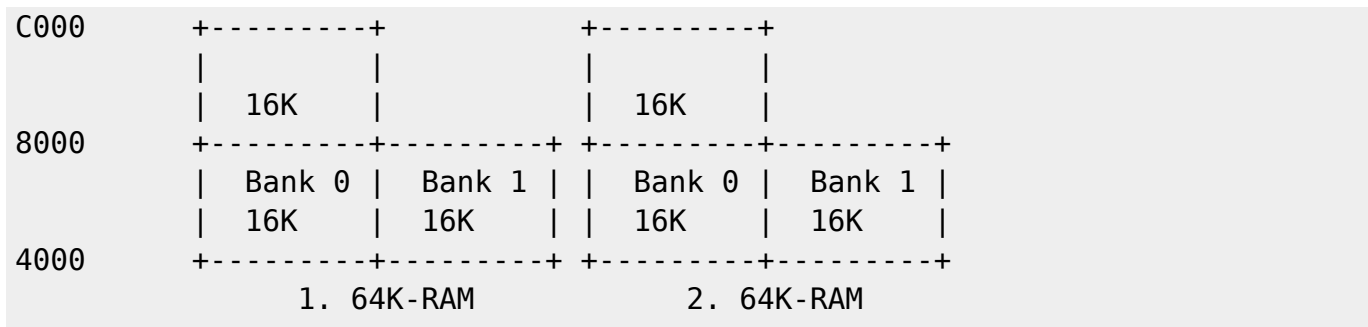 C000        +---------+          +---------+
            |         |          |         |
            |  16K    |          |  16K    |
8000        +---------+---------+ +---------+---------+
            |  Bank 0 |  Bank 1 | |  Bank 0 |  Bank 1 |
            |  16K    |  16K    | |  16K    |  16K    |
4000        +---------+---------+ +---------+---------+
                 1. 64K-RAM            2. 64K-RAM